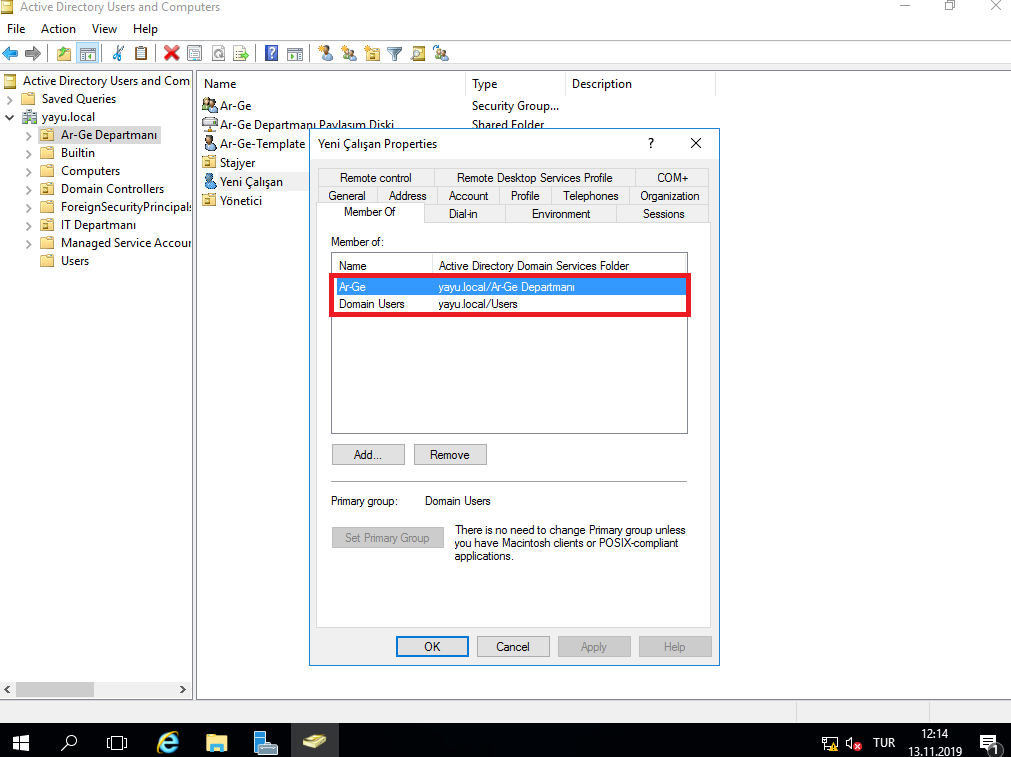 Active Directory Users and Computers
File Action View Help
Active Directory Users and Com
Saved Queries
yayu.local
Ar-Ge Departmanı
Builtin
Computers
Domain Controllers
ForeignSecurityPrincipals
IT Departmanı
Managed Service Accour
Users
Name Type Description
Ar-Ge Security Group...
Ar-Ge Departmanı Paylaşım Diski Shared Folder
Ar-Ge-Template
Stajyer
Yeni Çalışan
Yönetici
Yeni Çalışan Properties ?
Remote control Remote Desktop Services Profile COM+
General Address Account Profile Telephones Organization
Member Of Dial-in Environment Sessions
Member of:
Name Active Directory Domain Services Folder
Ar-Ge yayu.local/Ar-Ge Departmanı
Domain Users yayu.local/Users
Add... Remove
Primary group: Domain Users
Set Primary Group
There is no need to change Primary group unless
you have Macintosh clients or POSIX-compliant
applications.
OK Cancel Apply Help
TUR
12:14
13.11.2019
1